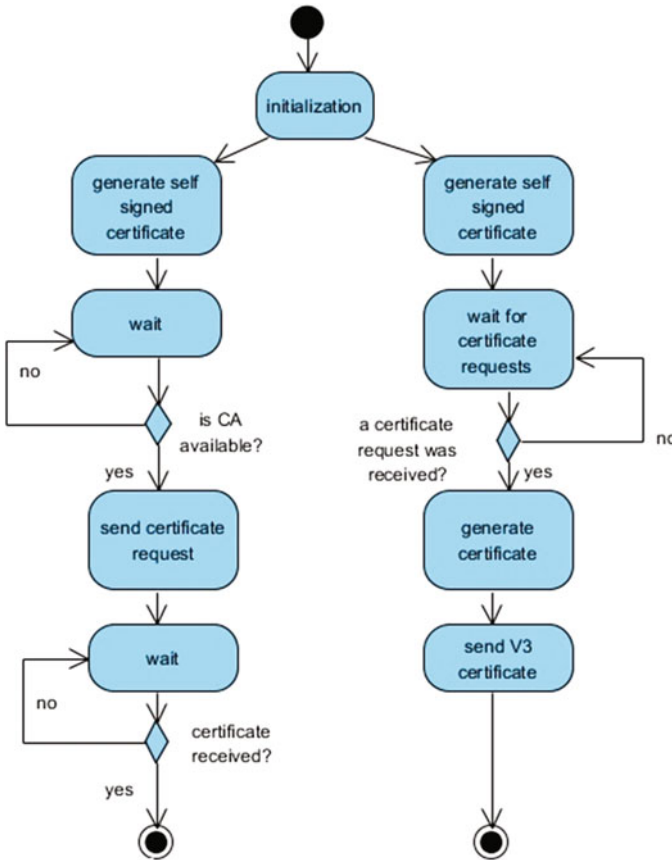 initialization
generate self
signed
certificate
wait
no
is CA
available?
yes
send certificate
request
wait
no
certificate
received?
yes
generate self
signed
certificate
wait for
certificate
requests
a certificate
request was
received?
no
yes
generate
certificate
send V3
certificate